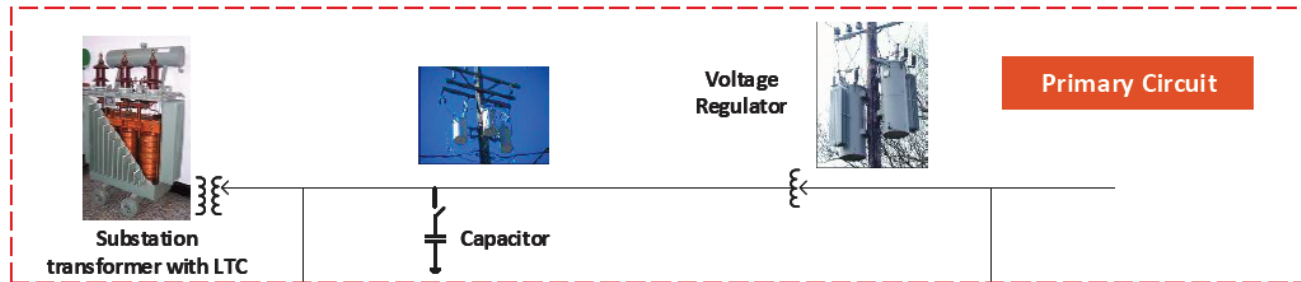 Voltage
Regulator
Primary Circuit
Substation
transformer with LTC
Capacitor